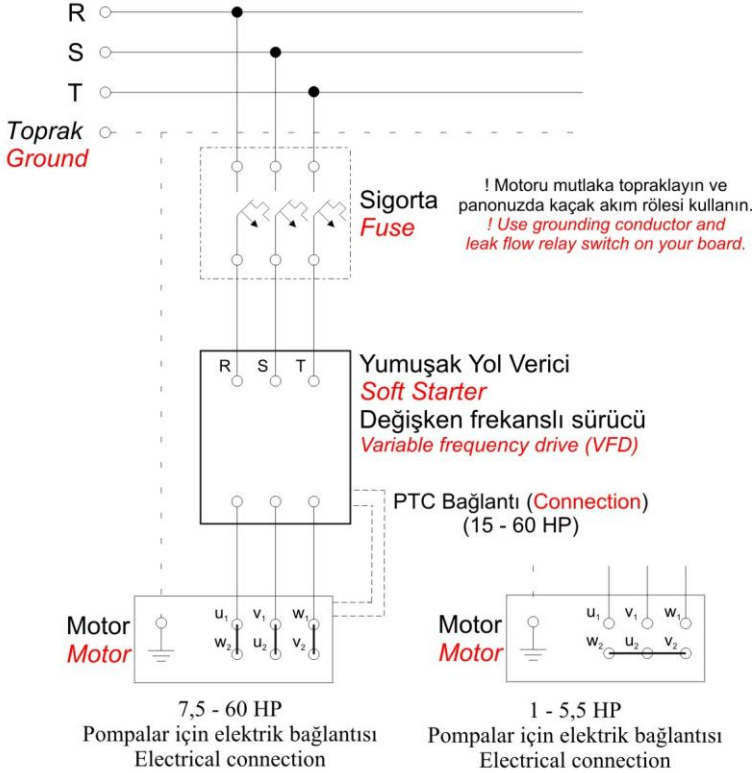 R
S
T
Toprak
Ground
Sigorta
Fuse
! Motoru mutlaka topraklayın ve
panonuzda kaçak akım rölesi kullanın.
! Use grounding conductor and
leak flow relay switch on your board.
R S T
Yumuşak Yol Verici
Soft Starter
Değişken frekanslı sürücü
Variable frequency drive (VFD)
PTC Bağlantı (Connection)
(15 - 60 HP)
Motor
Motor
u₁ v₁ w₁
w₂ u₂ v₂
7,5 - 60 HP
Pompalar için elektrik bağlantısı
Electrical connection
Motor
Motor
u₁ v₁ w₁
w₂ u₂ v₂
1 - 5,5 HP
Pompalar için elektrik bağlantısı
Electrical connection